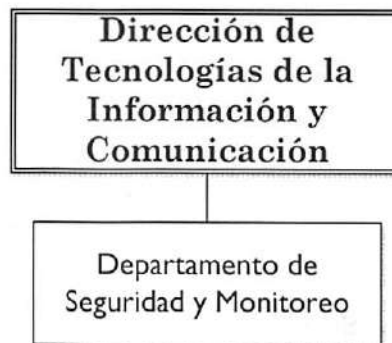 Dirección de
Tecnologías de la
Información y
Comunicación
Departamento de
Seguridad y Monitoreo